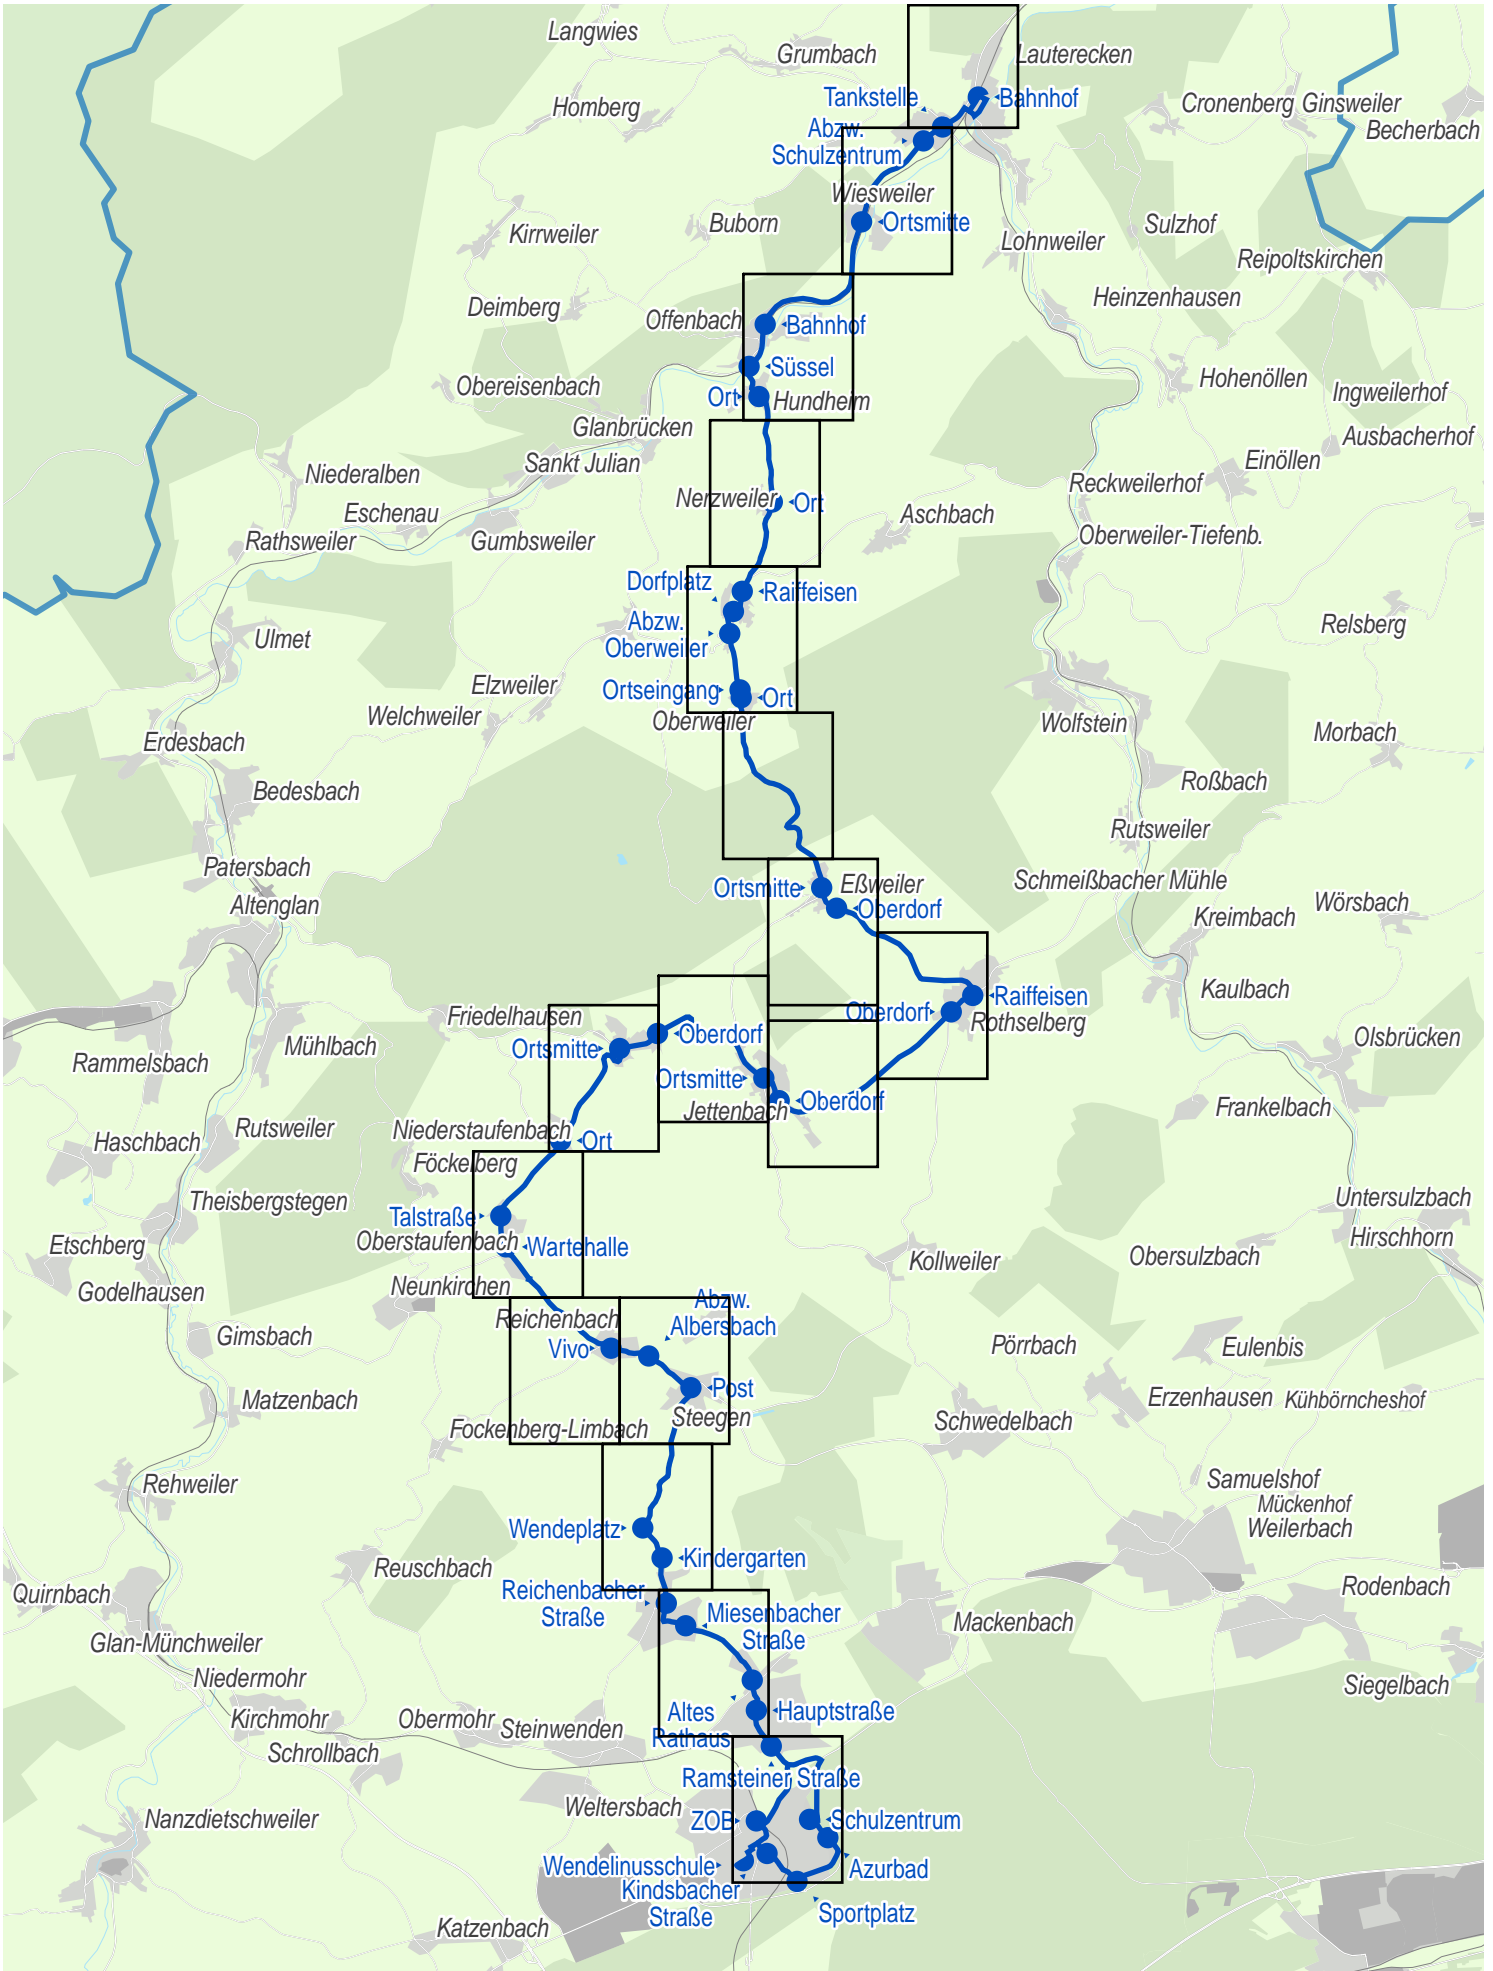 Langwies
Grumbach
Lauterecken
Homberg
Tankstelle
Bahnhof
Cronenberg
Ginsweiler
Becherbach
Abzw.
Schulzentrum
Wiesweiler
Ortsmitte
Kirrweiler
Buborn
Lohnweiler
Sulzhof
Reipoltskirchen
Deimberg
Offenbach
Bahnhof
Heinzenhausen
Süssel
Obereisenbach
Ort
Hundheim
Hohenöllen
Ingweilerhof
Glanbrücken
Ausbacherhof
Niederalben
Sankt Julian
Einöllen
Nerzweiler
Ort
Reckweilerhof
Eschenau
Aschbach
Rathsweiler
Gumbsweiler
Oberweiler-Tiefenb.
Dorfplatz
Raiffeisen
Abzw.
Oberweiler
Ulmet
Relsberg
Elzweiler
Ortseingang
Ort
Welchweiler
Oberweiler
Wolfstein
Erdesbach
Morbach
Bedesbach
Roßbach
Rutsweiler
Patersbach
Ortsmitte
Eßweiler
Schmeißbacher Mühle
Altenglan
Oberdorf
Wörsbach
Kreimbach
Raiffeisen
Kaulbach
Friedelhausen
Oberdorf
Oberdorf
Rothselberg
Rammelsbach
Mühlbach
Ortsmitte
Olsbrücken
Ortsmitte
Jettenbach
Oberdorf
Frankelbach
Haschbach
Rutsweiler
Niederstaufenbach
Ort
Föckelberg
Theisbergstegen
Untersulzbach
Talstraße
Oberstaufenbach
Wartehalle
Etschberg
Hirschhorn
Kollweiler
Obersulzbach
Godelhausen
Neunkirchen
Abzw.
Albersbach
Gimsbach
Reichenbach
Vivo
Pörrbach
Eulenbis
Matzenbach
Post
Erzenhausen
Kühbörncheshof
Fockenberg-Limbach
Steegen
Schwedelbach
Rehweiler
Samuelshof
Mückenhof
Weilerbach
Wendeplatz
Kindergarten
Reuschbach
Quirnbach
Reichenbacher
Straße
Miesenbacher
Straße
Rodenbach
Mackenbach
Glan-Münchweiler
Niedermohr
Siegelbach
Kirchmohr
Obermohr
Steinwenden
Altes
Rathaus
Hauptstraße
Schrollbach
Ramsteiner Straße
Weltersbach
Nanzdietschweiler
ZOB
Schulzentrum
Wendelinusschule
Azurbad
Kindsbacher
Straße
Sportplatz
Katzenbach